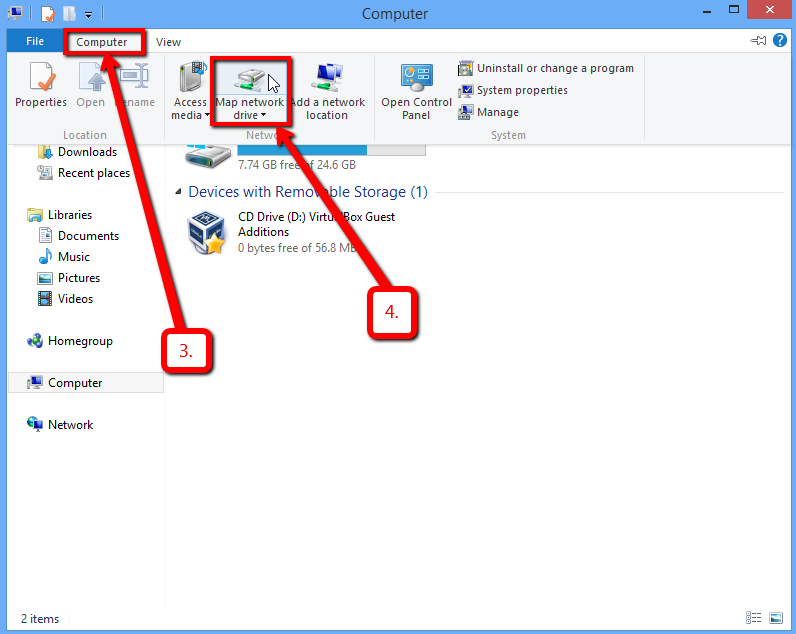 Computer
File
Computer
View
Properties
Open
ename
Access
media
Map network
drive
dd a network
location
Open Control
Panel
Uninstall or change a program
System properties
Manage
Location
Netwo
System
Downloads
Recent places
Libraries
Documents
Music
Pictures
Videos
Homegroup
Computer
Network
7.74 GB free of 24.6 GB
Devices with Removable Storage (1)
CD Drive (D:) VirtualBox Guest
Additions
0 bytes free of 56.8 MB
3.
4.
2 items